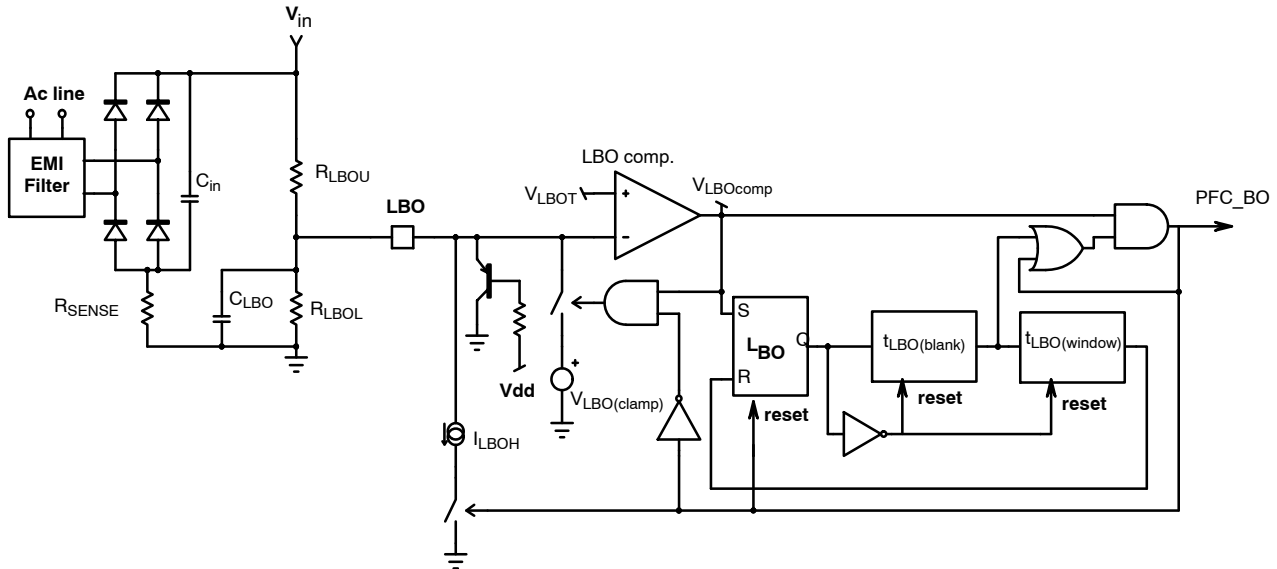 Vin
Ac line
EMI
Filter
Cin
RLBOU
LBO comp.
VLBOT
+
−
VLBOcomp
PFC_BO
LBO
RSENSE
CLBO
RLBOL
Vdd
+
VLBO(clamp)
ILBOH
S
LBO
Q
R
reset
tLBO(blank)
reset
tLBO(window)
reset